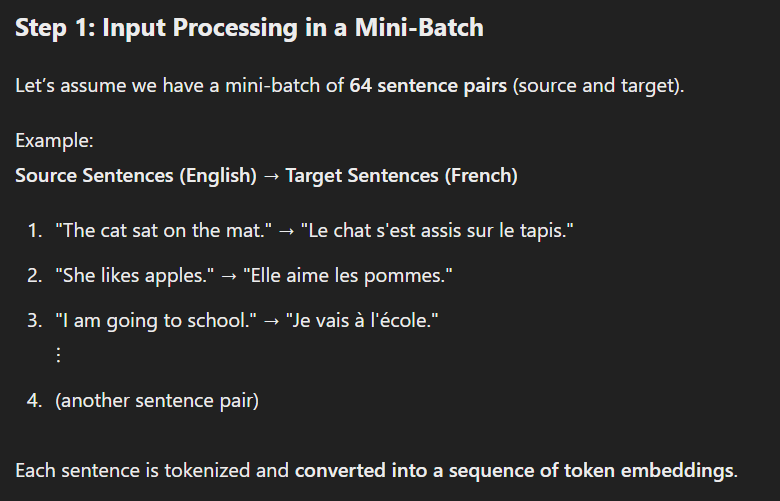 Step 1: Input Processing in a Mini-Batch
Let’s assume we have a mini-batch of 64 sentence pairs (source and target).
Example:
Source Sentences (English) → Target Sentences (French)
1. "The cat sat on the mat." → "Le chat s'est assis sur le tapis."
2. "She likes apples." → "Elle aime les pommes."
3. "I am going to school." → "Je vais à l'école."
⋮
4. (another sentence pair)
Each sentence is tokenized and converted into a sequence of token embeddings.